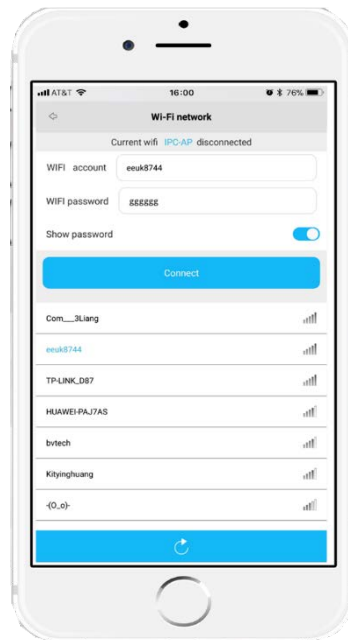 AT&T 16:00 76%
Wi-Fi network
Current wifi IPC-AP disconnected
WIFI account eeuk8744
WIFI password gggggg
Show password
Connect
Com___3Liang
eeuk8744
TP-LINK_D87
HUAWEI-PAJ7AS
bvtech
Kityinghuang
-(O_o)-